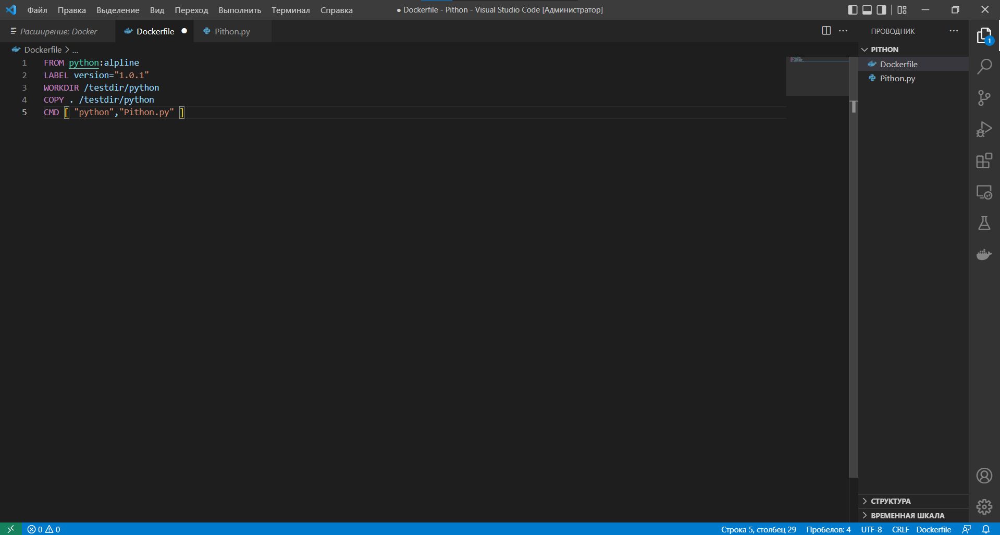 Файл Правка Выделение Вид Переход Выполнить Терминал Справка
● Dockerfile - Pithon - Visual Studio Code [Администратор]
Расширение: Docker
Dockerfile ●
Pithon.py
ПРОВОДНИК
Dockerfile > ...
1 FROM python:alpline
2 LABEL version="1.0.1"
3 WORKDIR /testdir/python
4 COPY . /testdir/python
5 CMD [ "python","Pithon.py" ]
PITHON
Dockerfile
Pithon.py
1
СТРУКТУРА
ВРЕМЕННАЯ ШКАЛА
0 0
Строка 5, столбец 29 Пробелов: 4 UTF-8 CRLF Dockerfile